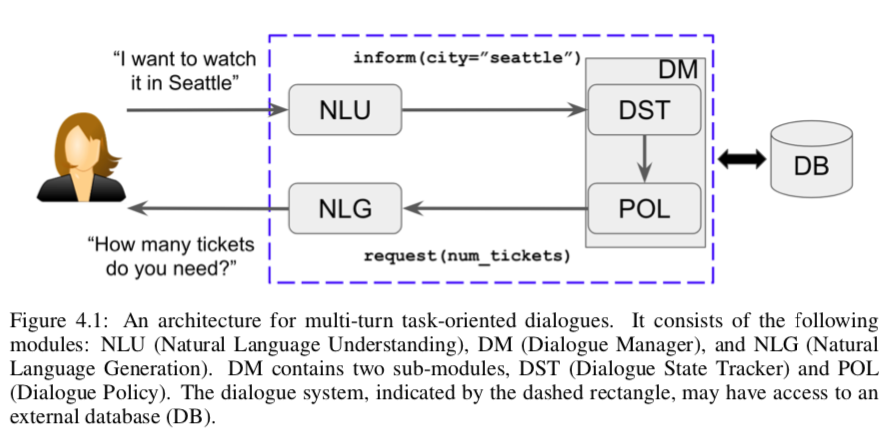 “I want to watch
it in Seattle”
inform(city=”seattle”)
DM
NLU
DST
DB
NLG
POL
“How many tickets
do you need?”
request(num_tickets)
Figure 4.1: An architecture for multi-turn task-oriented dialogues. It consists of the following
modules: NLU (Natural Language Understanding), DM (Dialogue Manager), and NLG (Natural
Language Generation). DM contains two sub-modules, DST (Dialogue State Tracker) and POL
(Dialogue Policy). The dialogue system, indicated by the dashed rectangle, may have access to an
external database (DB).